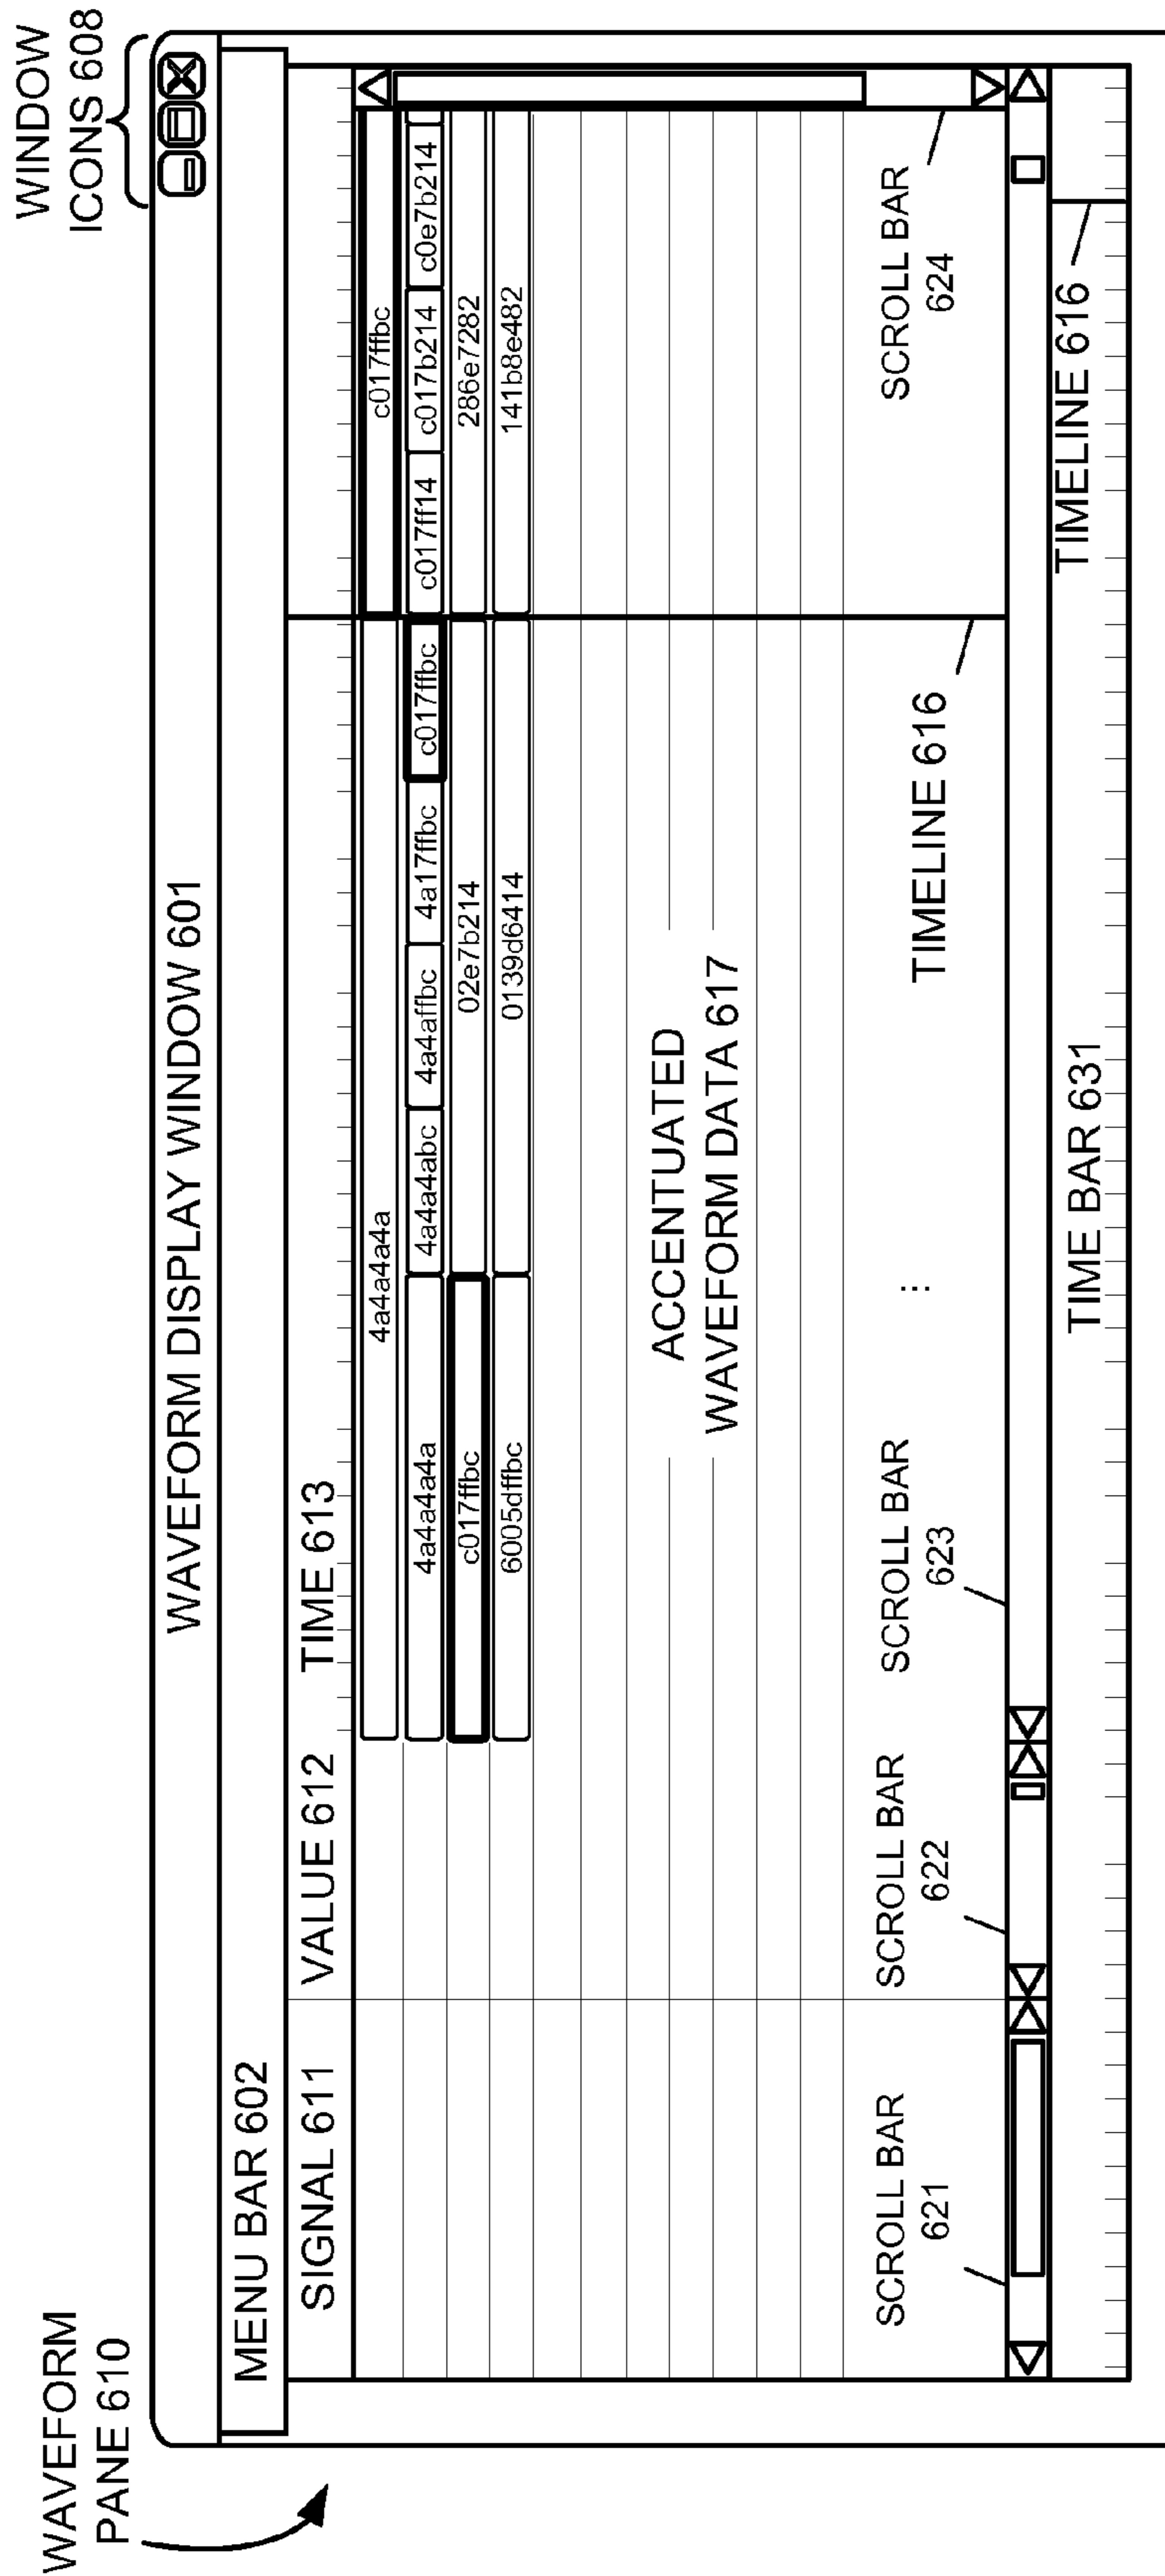 WINDOW
ICONS 608
WAVEFORM
PANE 610
WAVEFORM DISPLAY WINDOW 601
MENU BAR 602
SIGNAL 611
VALUE 612
TIME 613
4a4a4a4a
c017ffbc
4a4a4a4a
4a4a4abc
4a4affbc
4a17ffbc
c017ffbc
c017ff14
c017b214
c0e7b214
c017ffbc
02e7b214
286e7282
6005dffbc
0139d6414
141b8e482
ACCENTUATED
WAVEFORM DATA 617
SCROLL BAR
621
SCROLL BAR
622
SCROLL BAR
623
...
TIMELINE 616
SCROLL BAR
624
TIME BAR 631
TIMELINE 616